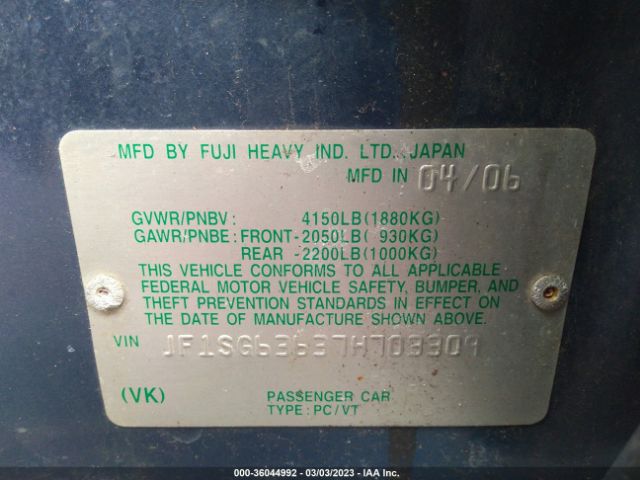 MFD BY FUJI HEAVY IND. LTD., JAPAN
MFD IN 04/06
GVWR/PNBV: 4150LB(1880KG)
GAWR/PNBE: FRONT-2050LB( 930KG)
REAR -2200LB(1000KG)
THIS VEHICLE CONFORMS TO ALL APPLICABLE
FEDERAL MOTOR VEHICLE SAFETY, BUMPER, AND
THEFT PREVENTION STANDARDS IN EFFECT ON
THE DATE OF MANUFACTURE SHOWN ABOVE.
VIN JF1SG63637H703309
(VK) PASSENGER CAR
TYPE: PC/VT
000-36044992 - 03/03/2023 - IAA Inc.